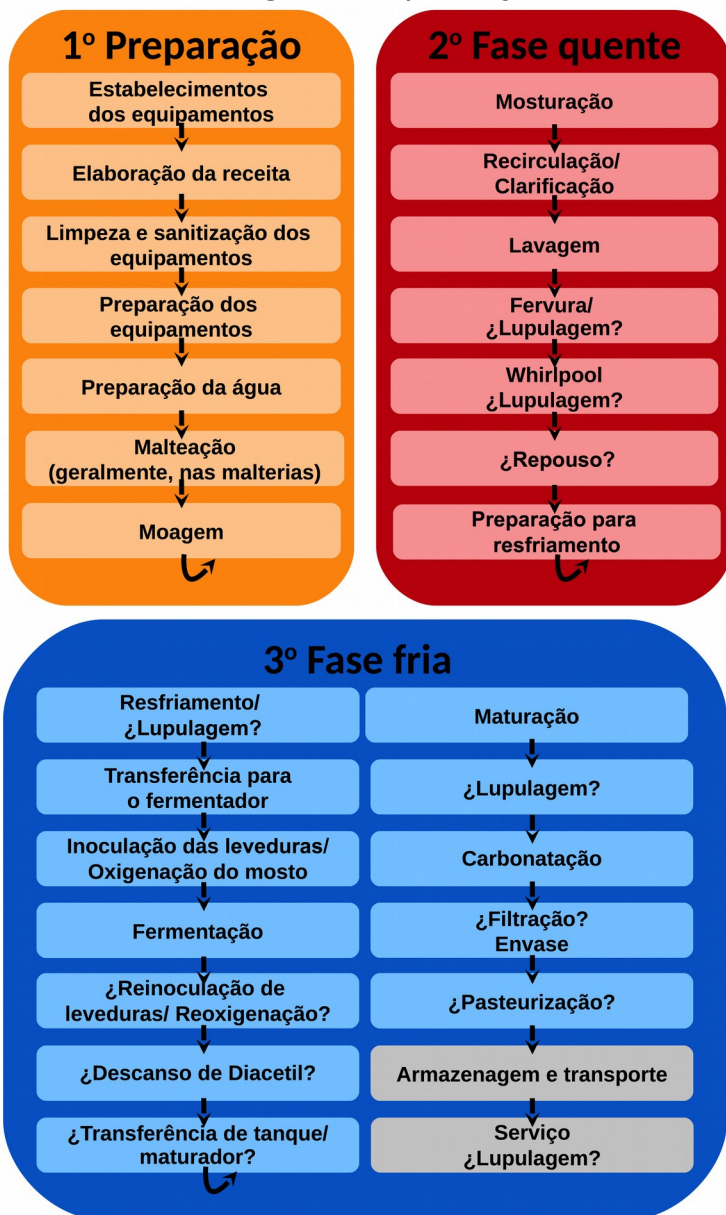 1º Preparação
Estabelecimentos
dos equipamentos
Elaboração da receita
Limpeza e sanitização dos
equipamentos
Preparação dos
equipamentos
Preparação da água
Malteação
(geralmente, nas malterias)
Moagem
2º Fase quente
Mosturação
Recirculação/
Clarificação
Lavagem
Fervura/
¿Lupulagem?
Whirlpool
¿Lupulagem?
¿Repouso?
Preparação para
resfriamento
3º Fase fria
Resfriamento/
¿Lupulagem?
Transferência para
o fermentador
Inoculação das leveduras/
Oxigenação do mosto
Fermentação
¿Reinoculação de
leveduras/ Reoxigenação?
¿Descanso de Diacetil?
¿Transferência de tanque/
maturador?
Maturação
¿Lupulagem?
Carbonatação
¿Filtração?
Envase
¿Pasteurização?
Armazenagem e transporte
Serviço
¿Lupulagem?